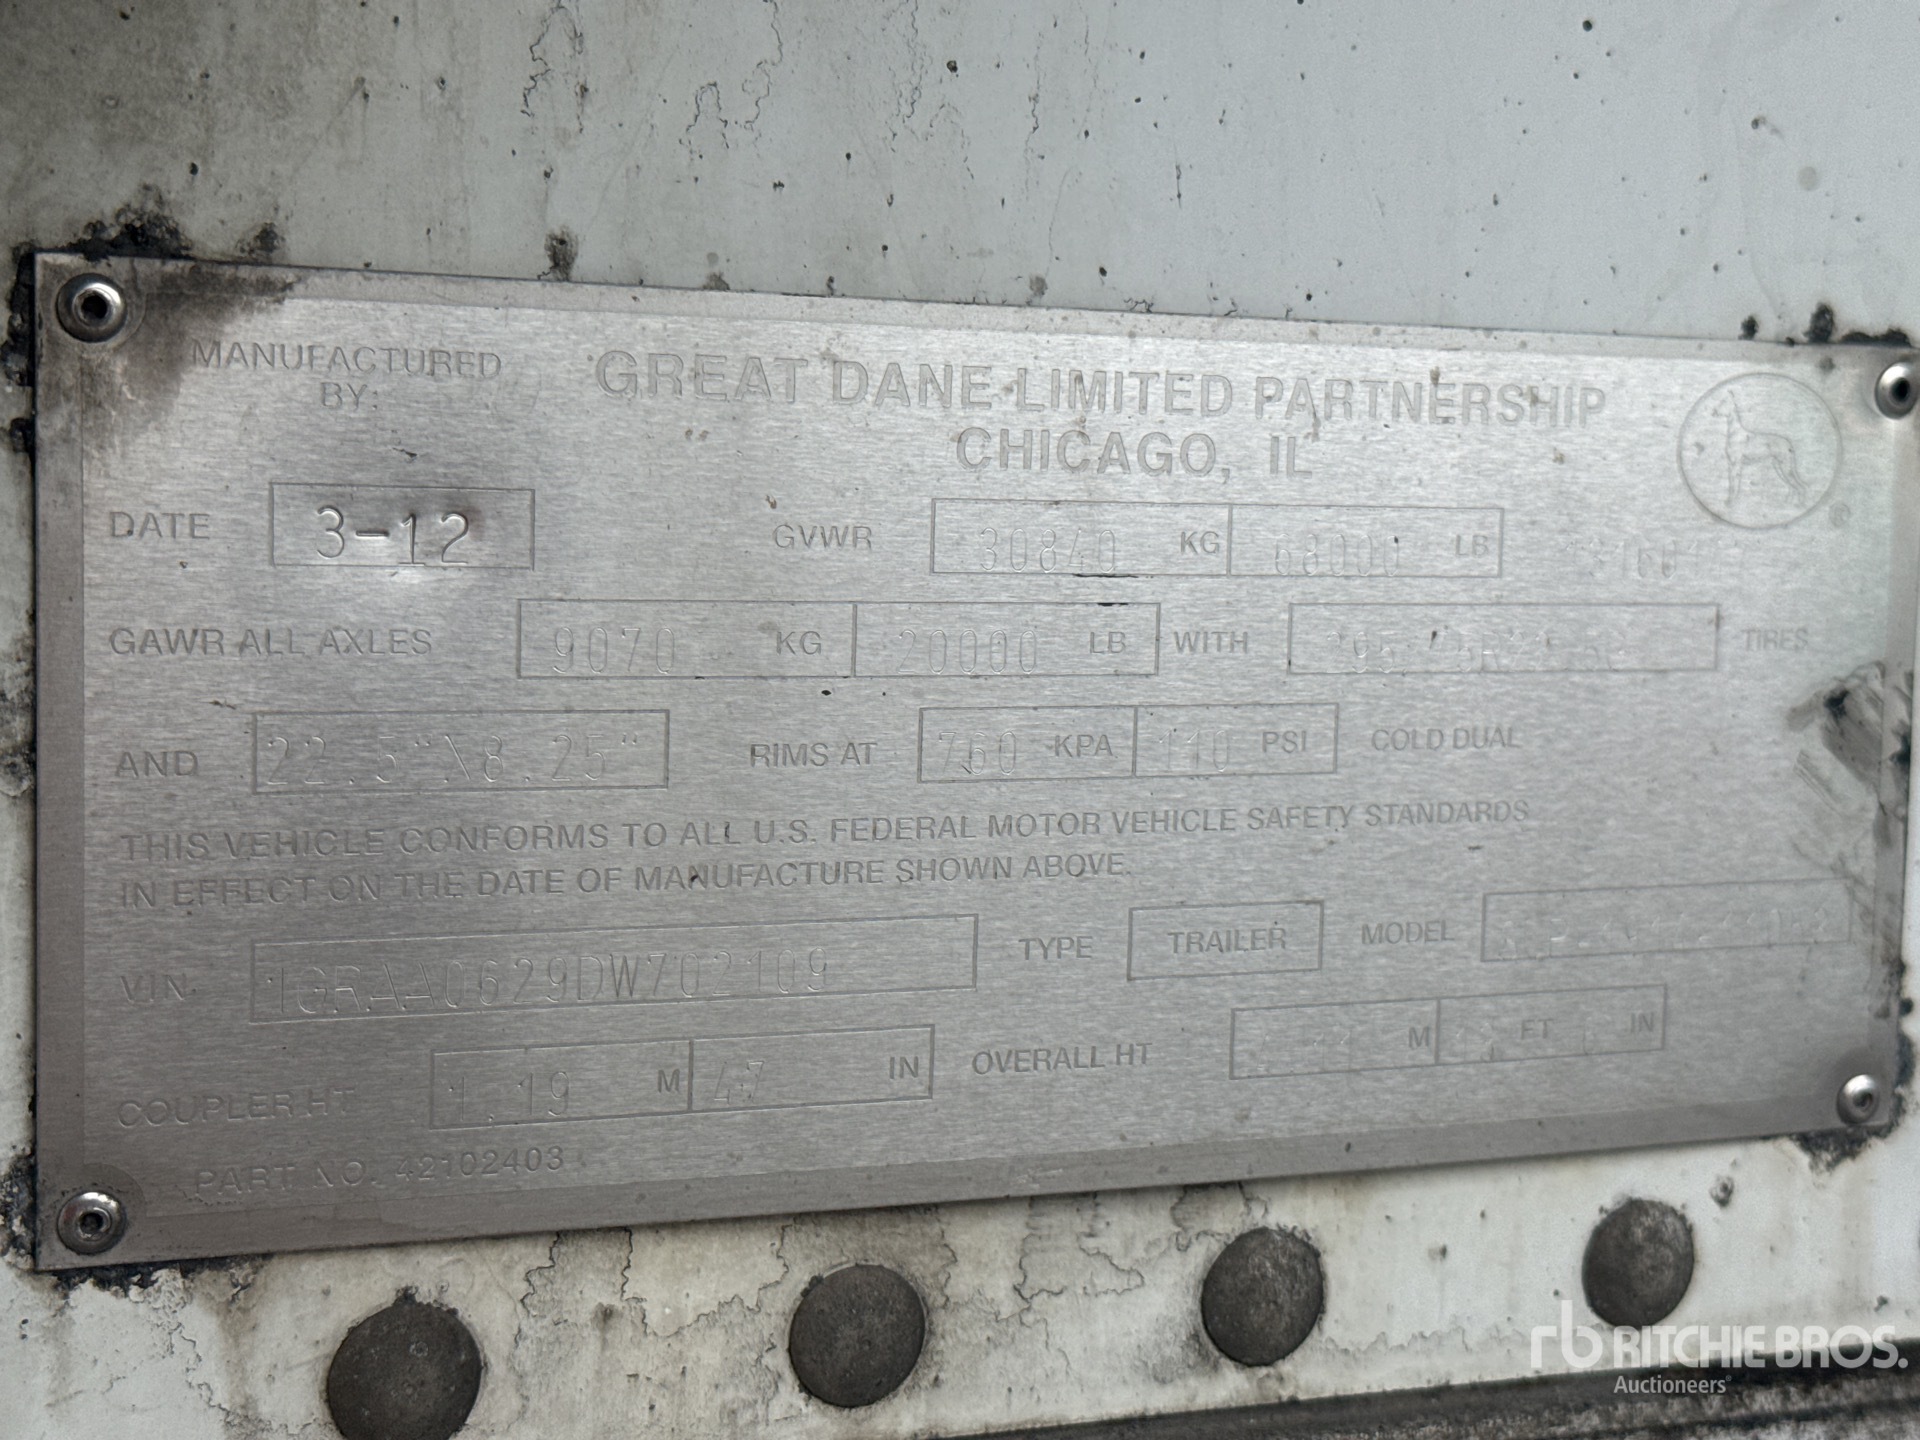 MANUFACTURED BY: GREAT DANE LIMITED PARTNERSHIP
CHICAGO, IL
DATE 3-12 GVWR 30840 KG 68000 LB
GAWR ALL AXLES 9070 KG 20000 LB WITH TIRES
AND 22.5"X8.25" RIMS AT 760 KPA 110 PSI COLD DUAL
THIS VEHICLE CONFORMS TO ALL U.S. FEDERAL MOTOR VEHICLE SAFETY STANDARDS
IN EFFECT ON THE DATE OF MANUFACTURE SHOWN ABOVE.
VIN 1GRAA0629DW702109 TYPE TRAILER MODEL
COUPLER HT 1.19 M 47 IN OVERALL HT M FT IN
PART NO. 42102403
rb RITCHIE BROS.
Auctioneers